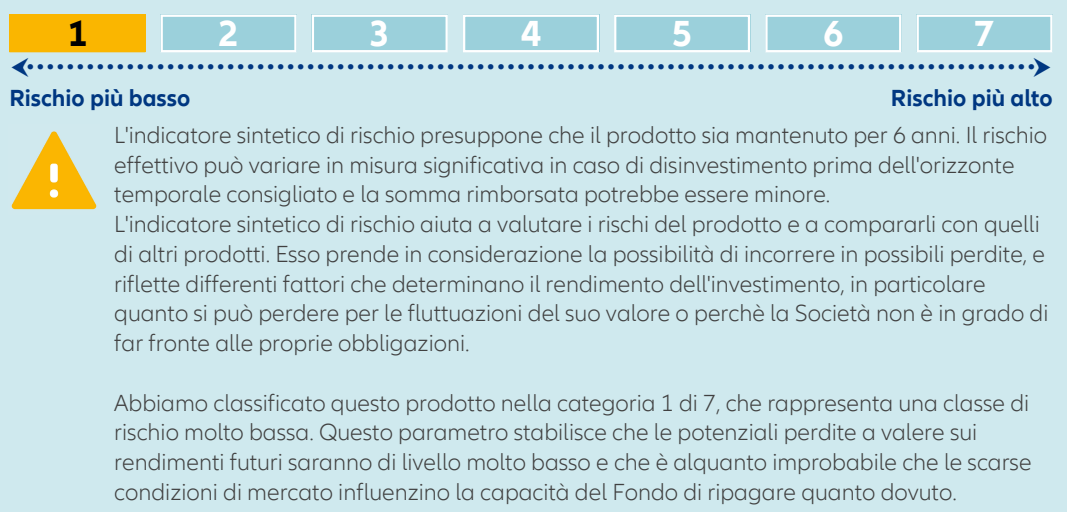 1 2 3 4 5 6 7
Rischio più basso Rischio più alto
L'indicatore sintetico di rischio presuppone che il prodotto sia mantenuto per 6 anni. Il rischio
effettivo può variare in misura significativa in caso di disinvestimento prima dell'orizzonte
temporale consigliato e la somma rimborsata potrebbe essere minore.
L'indicatore sintetico di rischio aiuta a valutare i rischi del prodotto e a compararli con quelli
di altri prodotti. Esso prende in considerazione la possibilità di incorrere in possibili perdite, e
riflette differenti fattori che determinano il rendimento dell'investimento, in particolare
quanto si può perdere per le fluttuazioni del suo valore o perchè la Società non è in grado di
far fronte alle proprie obbligazioni.
Abbiamo classificato questo prodotto nella categoria 1 di 7, che rappresenta una classe di
rischio molto bassa. Questo parametro stabilisce che le potenziali perdite a valere sui
rendimenti futuri saranno di livello molto basso e che è alquanto improbabile che le scarse
condizioni di mercato influenzino la capacità del Fondo di ripagare quanto dovuto.